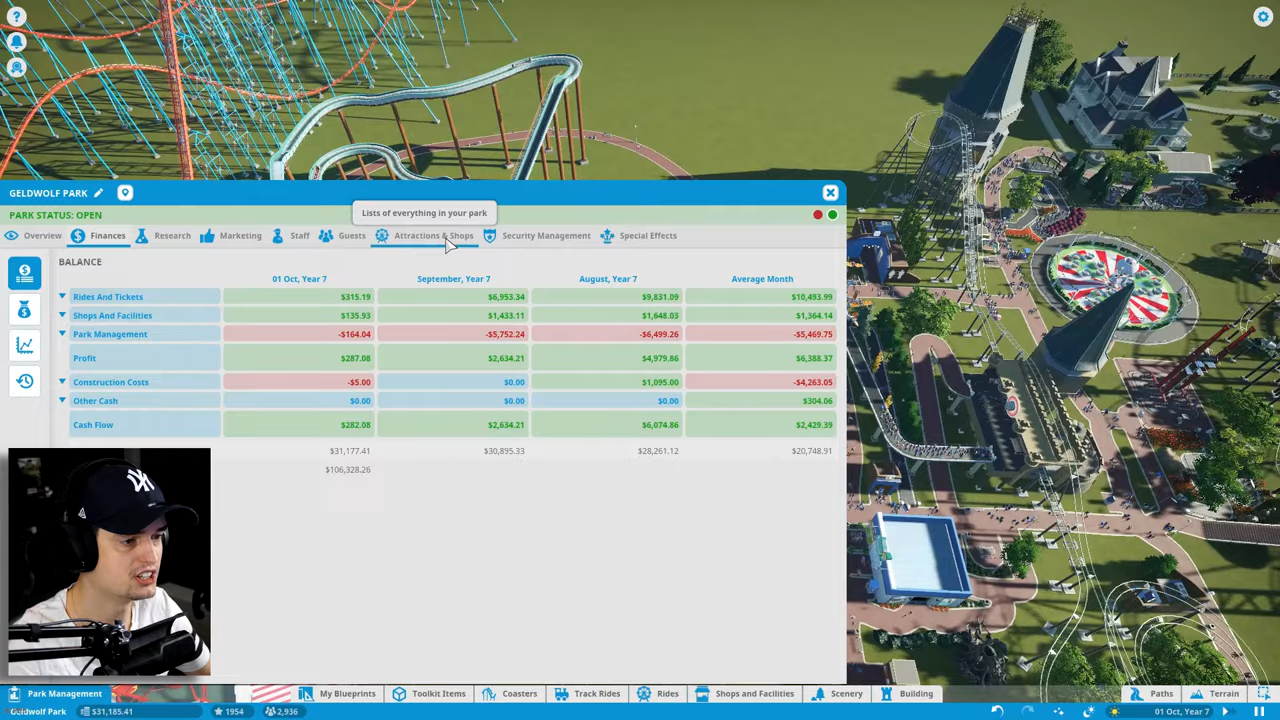 GELDWOLF PARK
PARK STATUS: OPEN
Lists of everything in your park
Overview Finances Research Marketing Staff Guests Attractions & Shops Security Management Special Effects
BALANCE
01 Oct, Year 7 September, Year 7 August, Year 7 Average Month
Rides And Tickets $315.19 $6,953.34 $9,831.09 $10,493.99
Shops And Facilities $135.93 $1,433.11 $1,648.03 $1,364.14
Park Management -$164.04 -$5,752.24 -$6,499.26 -$5,469.75
Profit $287.08 $2,634.21 $4,979.86 $6,388.37
Construction Costs -$5.00 $0.00 $1,095.00 -$4,263.05
Other Cash $0.00 $0.00 $0.00 $304.06
Cash Flow $282.08 $2,634.21 $6,074.86 $2,429.39
$31,177.41 $30,895.33 $28,261.12 $20,748.91
$106,328.26
Park Management My Blueprints Toolkit Items Coasters Track Rides Rides Shops and Facilities Scenery Building Paths Terrain
Geldwolf Park $31,185.41 1954 2,936 01 Oct, Year 7